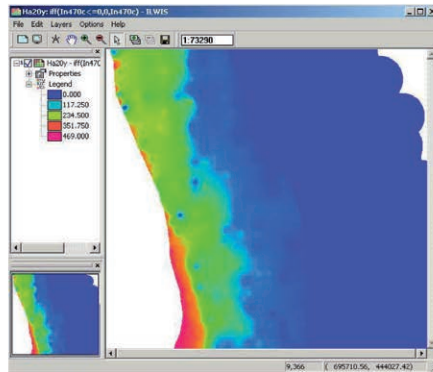 Ha20y: iff(In470c<=0,0,In470c) - ILWIS
File Edit Layers Options Help
1:73290
Ha20y - iff(In470
Properties
Legend
0.000
117.250
234.500
351.750
469.000
9,366 ( 695710.56, 444027.42)